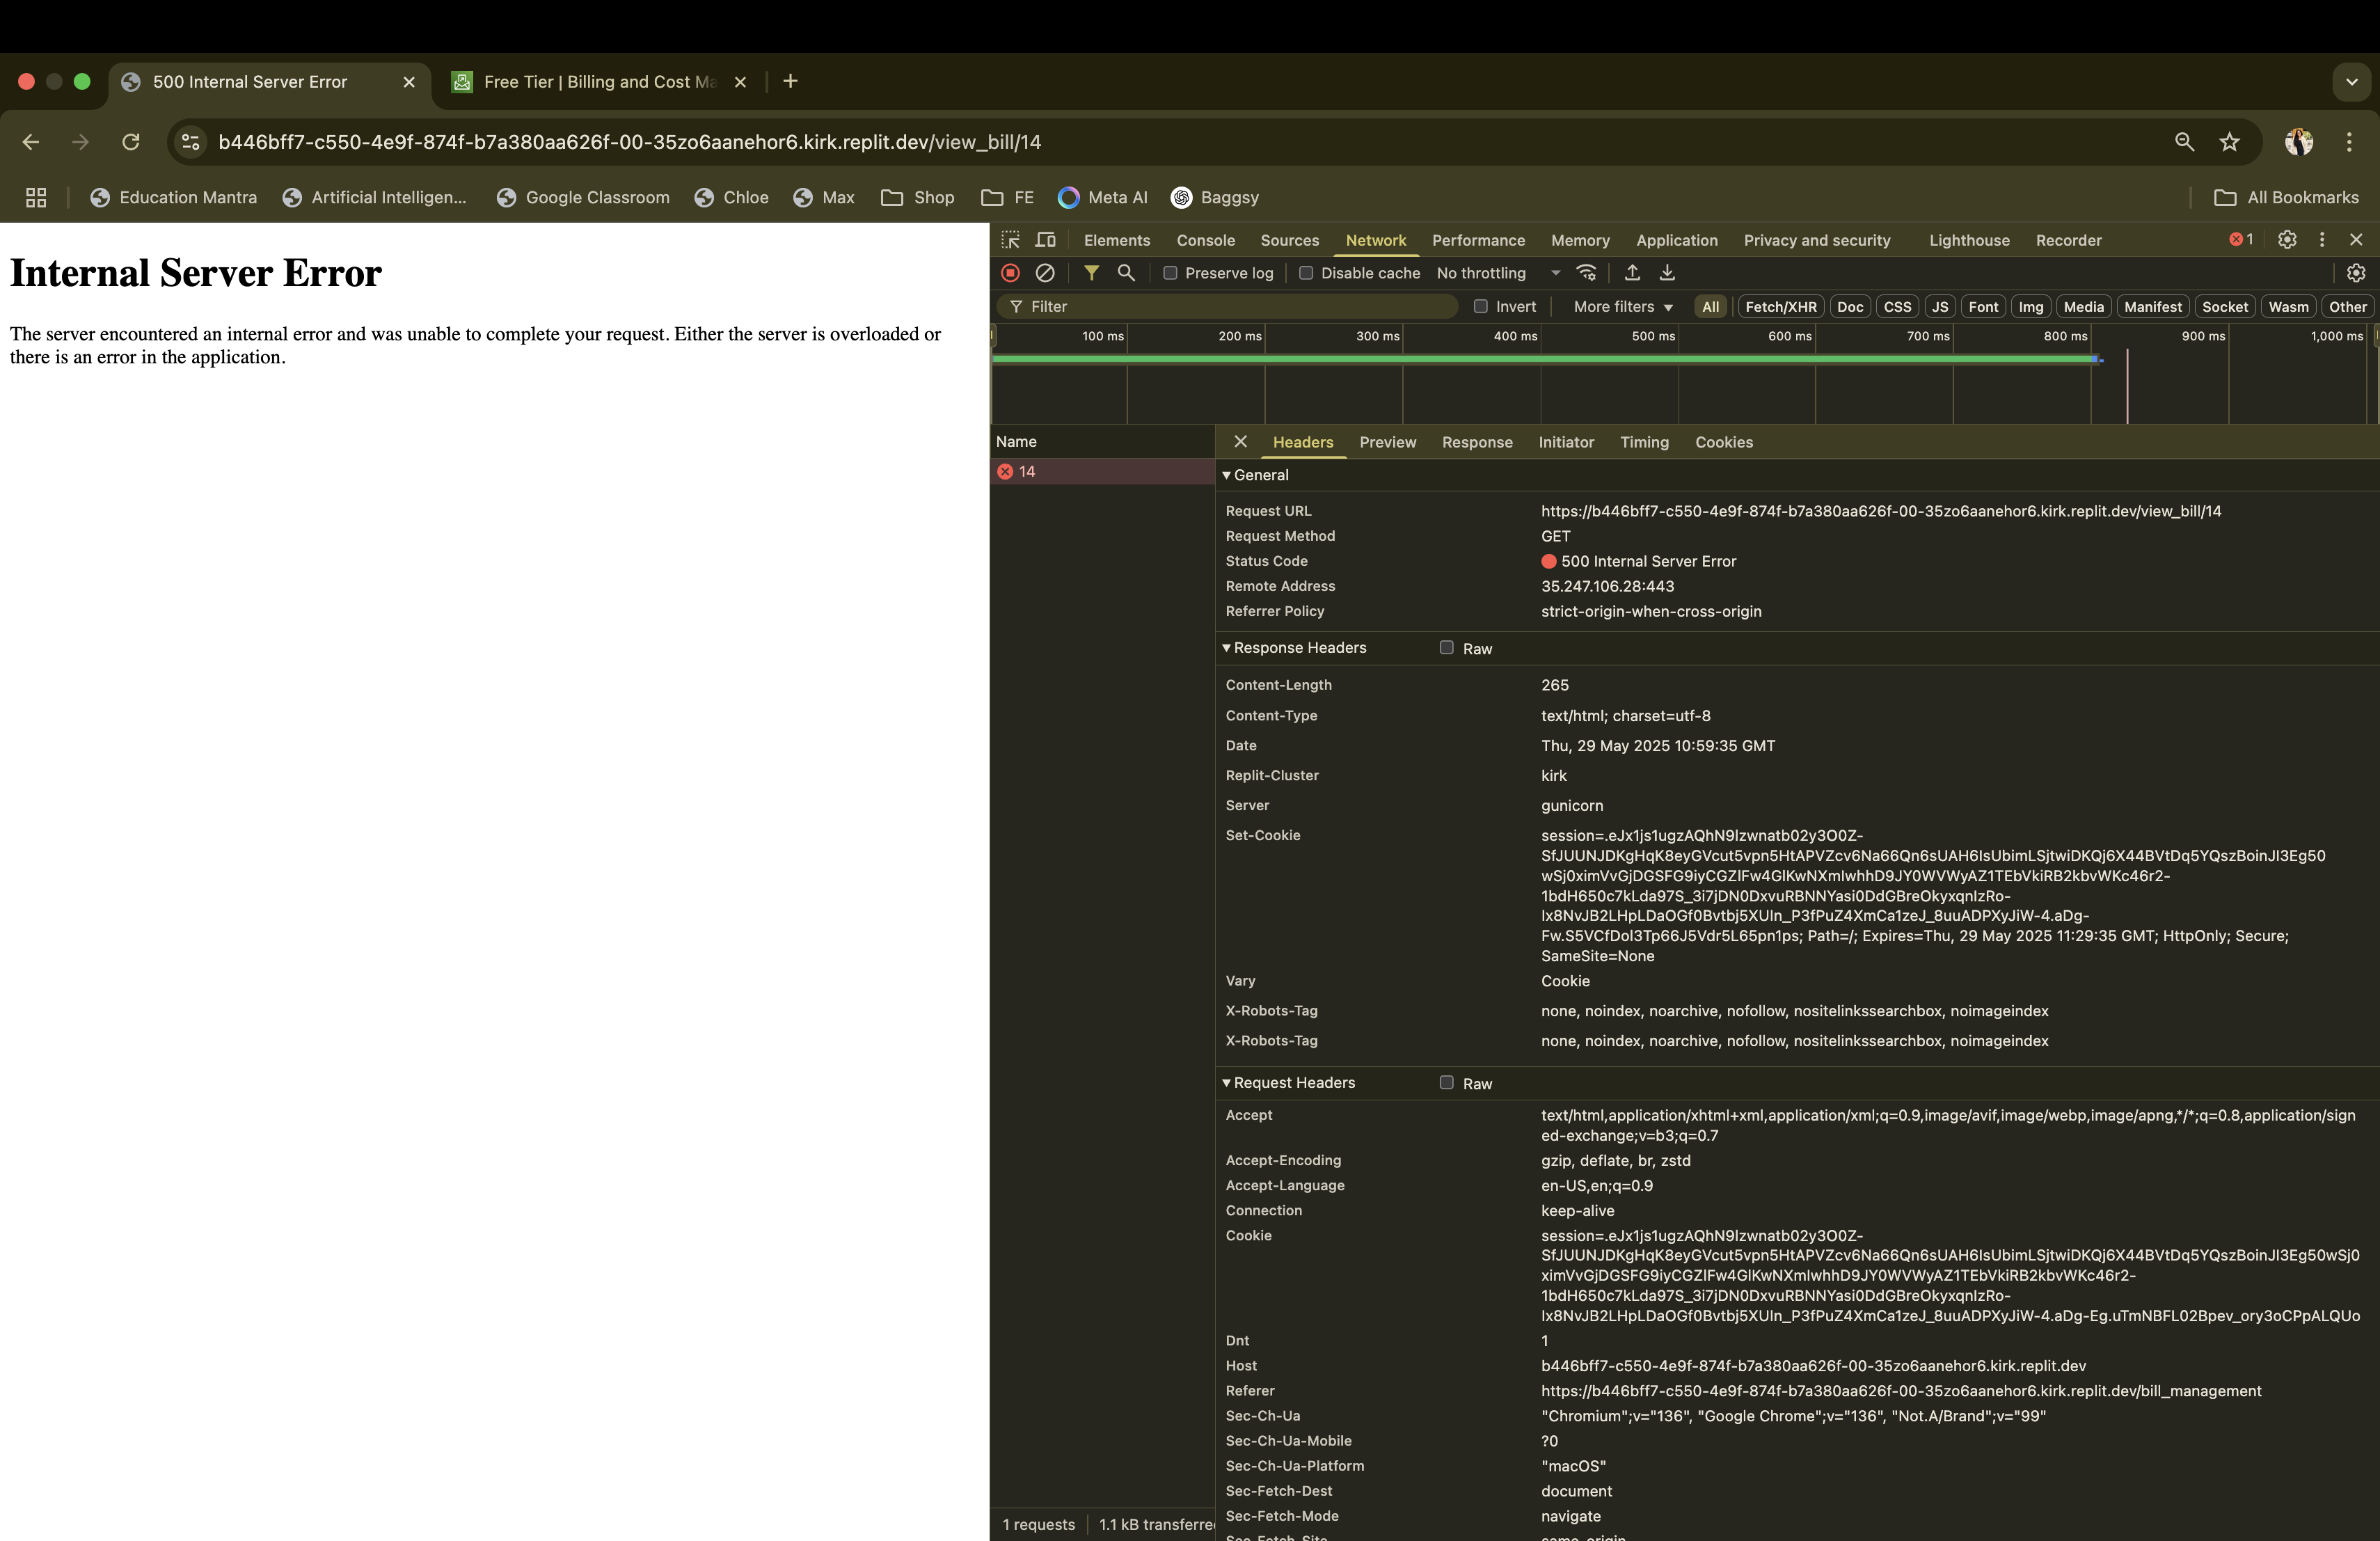 500 Internal Server Error
Free Tier | Billing and Cost Ma
b446bff7-c550-4e9f-874f-b7a380aa626f-00-35zo6aanehor6.kirk.replit.dev/view_bill/14
Education Mantra
Artificial Intelligen...
Google Classroom
Chloe
Max
Shop
FE
Meta AI
Baggsy
All Bookmarks
Internal Server Error
The server encountered an internal error and was unable to complete your request. Either the server is overloaded or
there is an error in the application.
Elements Console Sources Network Performance Memory Application Privacy and security Lighthouse Recorder 1
Preserve log Disable cache No throttling
Filter Invert More filters All Fetch/XHR Doc CSS JS Font Img Media Manifest Socket Wasm Other
100 ms 200 ms 300 ms 400 ms 500 ms 600 ms 700 ms 800 ms 900 ms 1,000 ms
Name
14
Headers Preview Response Initiator Timing Cookies
General
Request URL https://b446bff7-c550-4e9f-874f-b7a380aa626f-00-35zo6aanehor6.kirk.replit.dev/view_bill/14
Request Method GET
Status Code 500 Internal Server Error
Remote Address 35.247.106.28:443
Referrer Policy strict-origin-when-cross-origin
Response Headers Raw
Content-Length 265
Content-Type text/html; charset=utf-8
Date Thu, 29 May 2025 10:59:35 GMT
Replit-Cluster kirk
Server gunicorn
Set-Cookie session=.eJx1js1ugzAQhN9lzwnatb02y3O0Z-
SfJUUNJDKgHqK8eyGVcut5vpn5HtAPVZcv6Na66Qn6sUAH6IsUbimLSjtwiDKQj6X44BVtDq5YQszBoinJI3Eg50
wSj0ximVvGjDGSFG9iyCGZIFw4GlKwNXmlwhhD9JY0WVWyAZ1TEbVkiRB2kbvWKc46r2-
1bdH650c7kLda97S_3i7jDN0DxvuRBNNYasi0DdGBreOkyxqnIzRo-
Ix8NvJB2LHpLDaOGf0Bvtbj5XUln_P3fPuZ4XmCa1zeJ_8uuADPXyJiW-4.aDg-
Fw.S5VCfDol3Tp66J5Vdr5L65pn1ps; Path=/; Expires=Thu, 29 May 2025 11:29:35 GMT; HttpOnly; Secure;
SameSite=None
Vary Cookie
X-Robots-Tag none, noindex, noarchive, nofollow, nositelinkssearchbox, noimageindex
X-Robots-Tag none, noindex, noarchive, nofollow, nositelinkssearchbox, noimageindex
Request Headers Raw
Accept text/html,application/xhtml+xml,application/xml;q=0.9,image/avif,image/webp,image/apng,*/*;q=0.8,application/sign
ed-exchange;v=b3;q=0.7
Accept-Encoding gzip, deflate, br, zstd
Accept-Language en-US,en;q=0.9
Connection keep-alive
Cookie session=.eJx1js1ugzAQhN9lzwnatb02y3O0Z-
SfJUUNJDKgHqK8eyGVcut5vpn5HtAPVZcv6Na66Qn6sUAH6IsUbimLSjtwiDKQj6X44BVtDq5YQszBoinJI3Eg50wSj0
ximVvGjDGSFG9iyCGZIFw4GlKwNXmlwhhD9JY0WVWyAZ1TEbVkiRB2kbvWKc46r2-
1bdH650c7kLda97S_3i7jDN0DxvuRBNNYasi0DdGBreOkyxqnIzRo-
Ix8NvJB2LHpLDaOGf0Bvtbj5XUln_P3fPuZ4XmCa1zeJ_8uuADPXyJiW-4.aDg-Eg.uTmNBFL02Bpev_ory3oCPpALQUo
Dnt 1
Host b446bff7-c550-4e9f-874f-b7a380aa626f-00-35zo6aanehor6.kirk.replit.dev
Referer https://b446bff7-c550-4e9f-874f-b7a380aa626f-00-35zo6aanehor6.kirk.replit.dev/bill_management
Sec-Ch-Ua "Chromium";v="136", "Google Chrome";v="136", "Not.A/Brand";v="99"
Sec-Ch-Ua-Mobile ?0
Sec-Ch-Ua-Platform "macOS"
Sec-Fetch-Dest document
Sec-Fetch-Mode navigate
Sec-Fetch-Site same-origin
1 requests 1.1 kB transferre